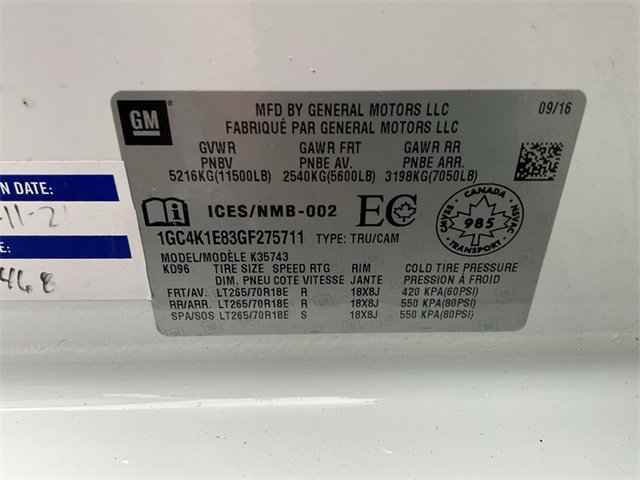 GM
MFD BY GENERAL MOTORS LLC
09/16
FABRIQUÉ PAR GENERAL MOTORS LLC
GVWR GAWR FRT GAWR RR
PNBV PNBE AV. PNBE ARR.
5216KG(11500LB) 2540KG(5600LB) 3198KG(7050LB)
ICES/NMB-002 EC
CANADA
985
TRANSPORT
1GC4K1E83GF275711 TYPE: TRU/CAM
MODEL/MODÈLE K35743
KD96 TIRE SIZE SPEED RTG RIM COLD TIRE PRESSURE
DIM. PNEU COTE VITESSE JANTE PRESSION À FROID
FRT/AV. LT265/70R18E R 18X8J 420 KPA(60PSI)
RR/ARR. LT265/70R18E R 18X8J 550 KPA(80PSI)
SPA/SOS LT265/70R18E S 18X8J 550 KPA(80PSI)
N DATE:
-11-2
E:
468